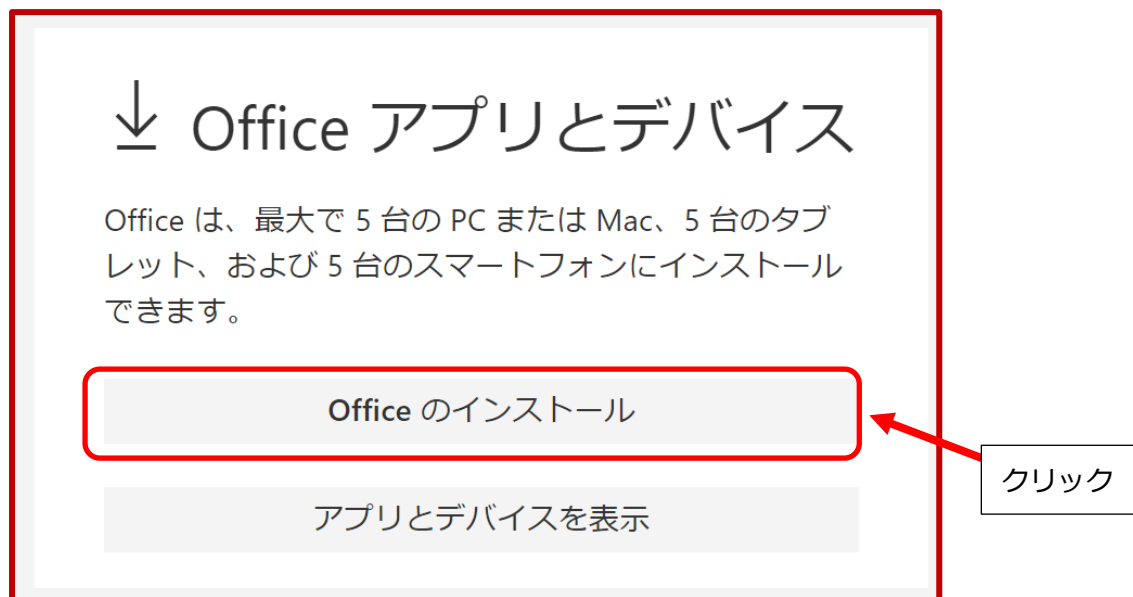 Office アプリとデバイス
Office は、最大で 5 台の PC または Mac、5 台のタブ
レット、および 5 台のスマートフォンにインストール
できます。
Office のインストール
クリック
アプリとデバイスを表示